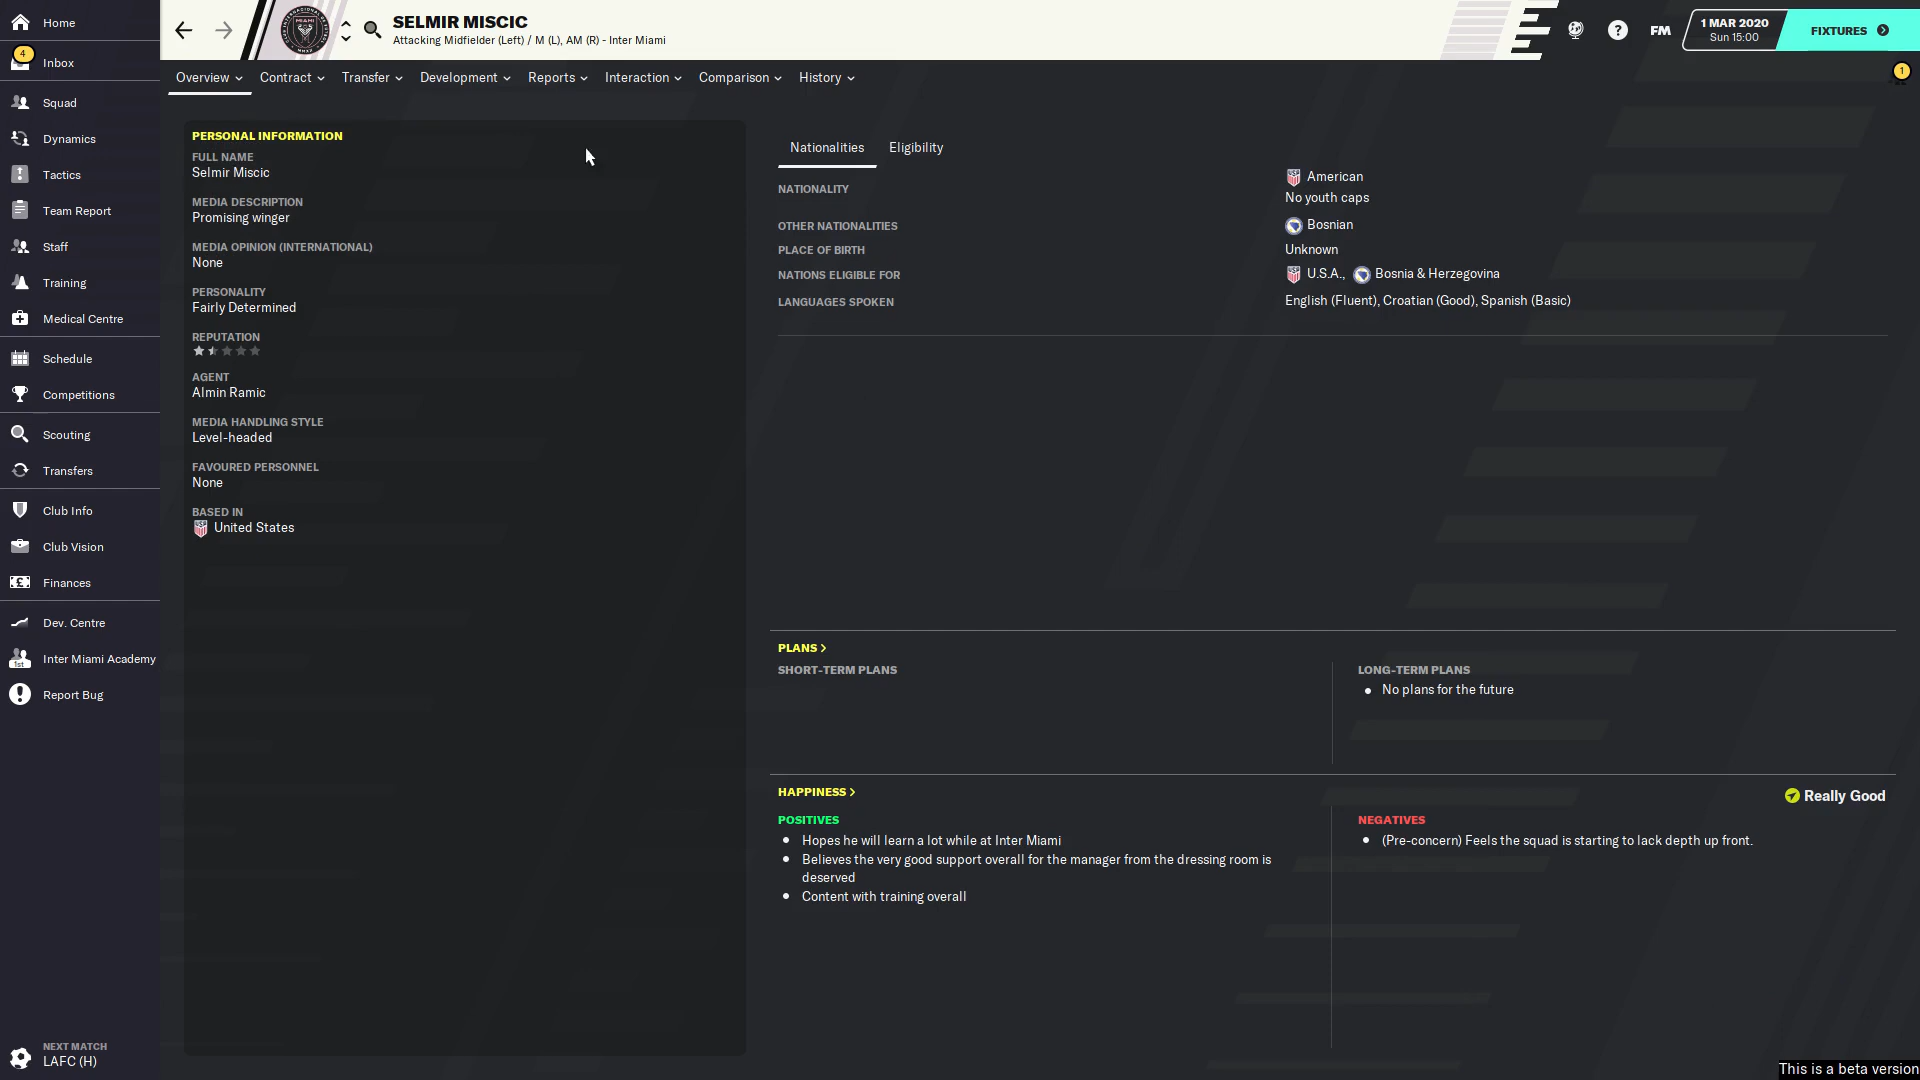 Home
4
Inbox
Squad
Dynamics
Tactics
Team Report
Staff
Training
Medical Centre
Schedule
Competitions
Scouting
Transfers
Club Info
Club Vision
Finances
Dev. Centre
1st
Inter Miami Academy
Report Bug
NEXT MATCH
LAFC (H)
MIAMI
SELMIR MISCIC
Attacking Midfielder (Left) / M (L), AM (R) - Inter Miami
?
FM
1 MAR 2020
Sun 15:00
FIXTURES
1
Overview
Contract
Transfer
Development
Reports
Interaction
Comparison
History
PERSONAL INFORMATION
FULL NAME
Selmir Miscic
MEDIA DESCRIPTION
Promising winger
MEDIA OPINION (INTERNATIONAL)
None
PERSONALITY
Fairly Determined
REPUTATION
AGENT
Almin Ramic
MEDIA HANDLING STYLE
Level-headed
FAVOURED PERSONNEL
None
BASED IN
United States
Nationalities
Eligibility
NATIONALITY
American
No youth caps
OTHER NATIONALITIES
Bosnian
PLACE OF BIRTH
Unknown
NATIONS ELIGIBLE FOR
U.S.A., Bosnia & Herzegovina
LANGUAGES SPOKEN
English (Fluent), Croatian (Good), Spanish (Basic)
PLANS >
SHORT-TERM PLANS
LONG-TERM PLANS
No plans for the future
HAPPINESS >
Really Good
POSITIVES
Hopes he will learn a lot while at Inter Miami
Believes the very good support overall for the manager from the dressing room is
deserved
Content with training overall
NEGATIVES
(Pre-concern) Feels the squad is starting to lack depth up front.
This is a beta version